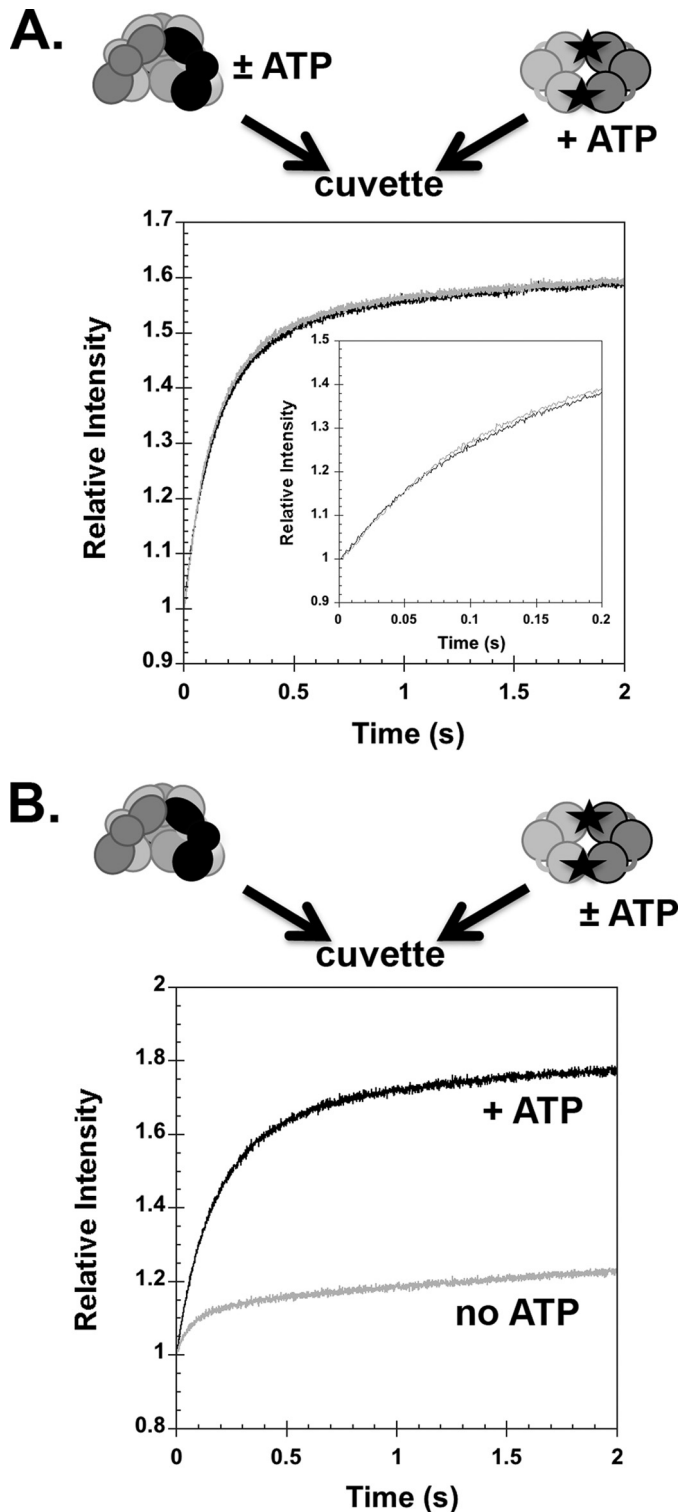 A.
± ATP
+ ATP
cuvette
1.7
1.6
1.5
1.4
1.3
1.2
1.1
1
0.9
Relative Intensity
0
0.5
1
1.5
2
Time (s)
1.5
1.4
1.3
1.2
1.1
1
0.9
Relative Intensity
0
0.05
0.1
0.15
0.2
Time (s)
B.
± ATP
cuvette
2
1.8
1.6
1.4
1.2
1
0.8
Relative Intensity
+ ATP
no ATP
0
0.5
1
1.5
2
Time (s)